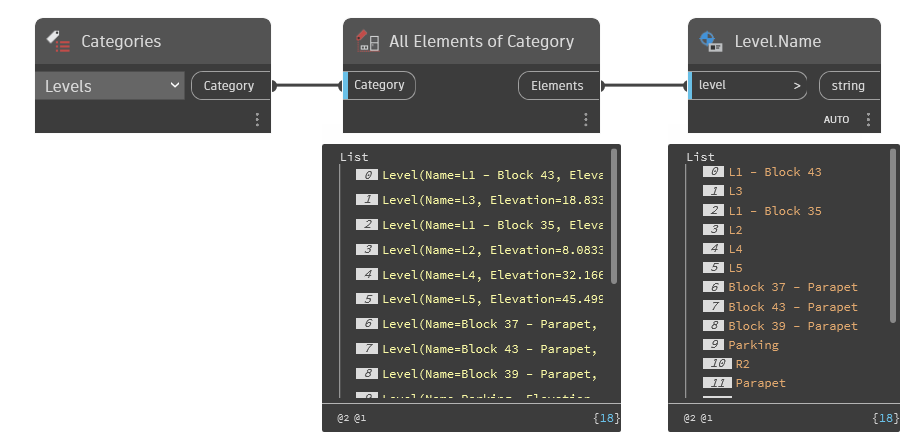 Categories
Levels
Category
All Elements of Category
Category
Elements
Level.Name
level
>
string
AUTO
List
0 Level(Name=L1 - Block 43, Eleva
1 Level(Name=L3, Elevation=18.833
2 Level(Name=L1 - Block 35, Eleva
3 Level(Name=L2, Elevation=8.0833
4 Level(Name=L4, Elevation=32.166
5 Level(Name=L5, Elevation=45.499
6 Level(Name=Block 37 - Parapet,
7 Level(Name=Block 43 - Parapet,
8 Level(Name=Block 39 - Parapet,
9 Level(Name=Parking, Elevation
@2 @1
{18}
List
0 L1 - Block 43
1 L3
2 L1 - Block 35
3 L2
4 L4
5 L5
6 Block 37 - Parapet
7 Block 43 - Parapet
8 Block 39 - Parapet
9 Parking
10 R2
11 Parapet
@2 @1
{18}